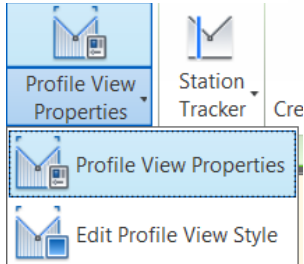 Profile View
Properties
Station
Tracker
Cre
Profile View Properties
Edit Profile View Style